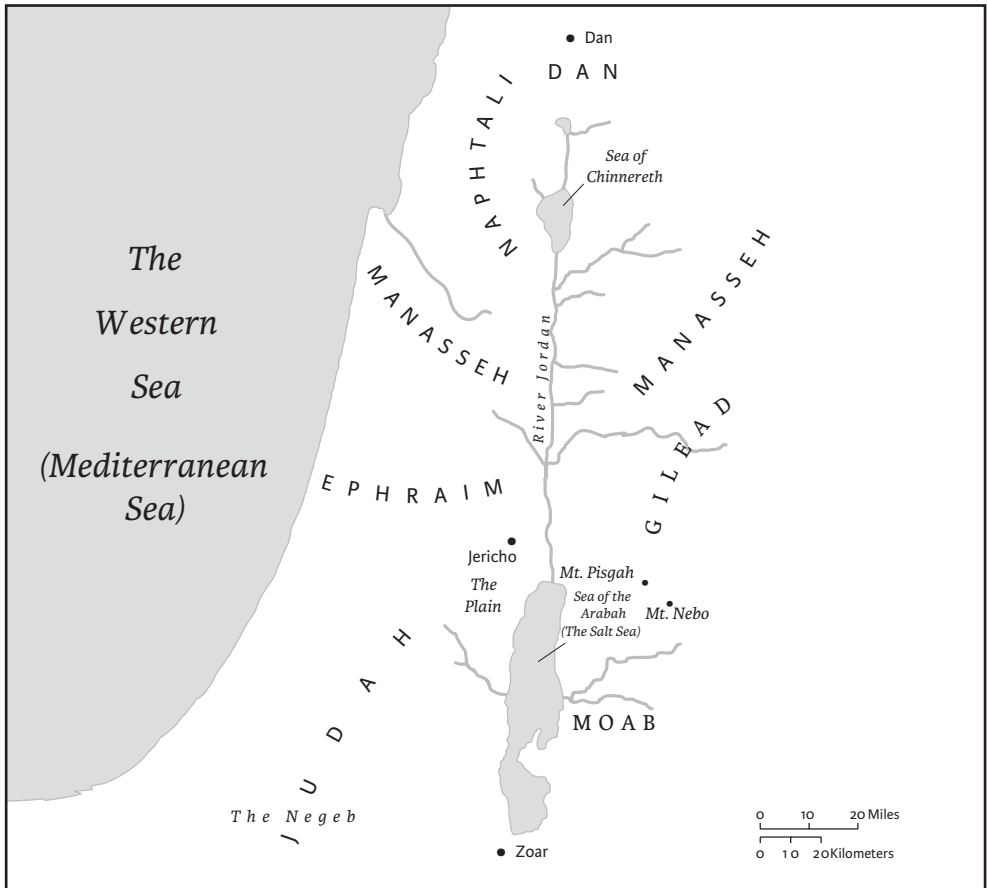 Dan
DAN
NAPHTALI
Sea of
Chinnereth
The
Western
Sea
(Mediterranean
Sea)
MANASSEH
MANASSEH
River Jordan
GILEAD
EPHRAIM
Jericho
The
Plain
Mt. Pisgah
Sea of the
Arabah
(The Salt Sea)
Mt. Nebo
JUDAH
MOAB
The Negeb
Zoar
0 10 20 Miles
0 10 20 Kilometers